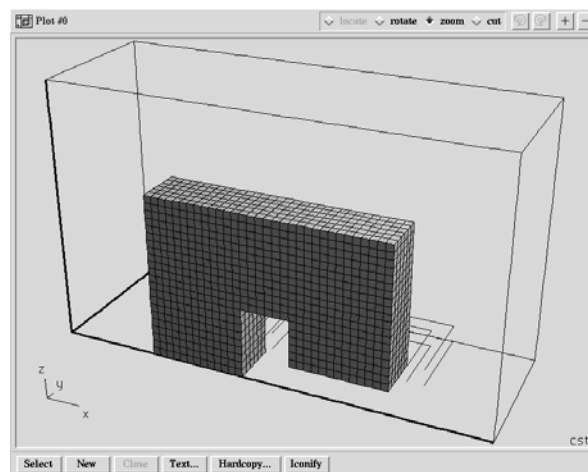 Plot #0
locate rotate zoom cut
+ −
z
y
x
cst
Select New Close Text... Hardcopy... Iconify